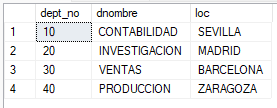 dept_no dnombre loc
1 10 CONTABILIDAD SEVILLA
2 20 INVESTIGACION MADRID
3 30 VENTAS BARCELONA
4 40 PRODUCCION ZARAGOZA